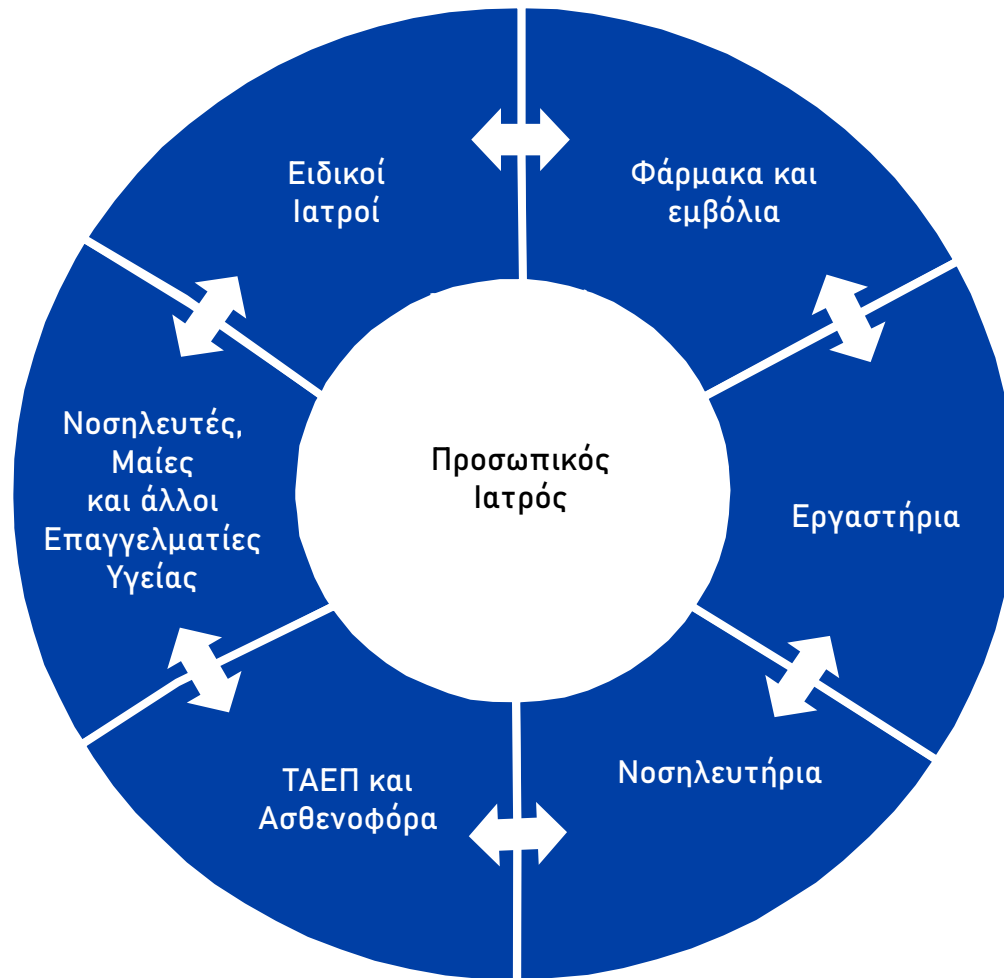 Ειδικοί
Ιατροί
Φάρμακα και
εμβόλια
Νοσηλευτές,
Μαίες
και άλλοι
Επαγγελματίες
Υγείας
Προσωπικός
Ιατρός
Εργαστήρια
ΤΑΕΠ και
Ασθενοφόρα
Νοσηλευτήρια